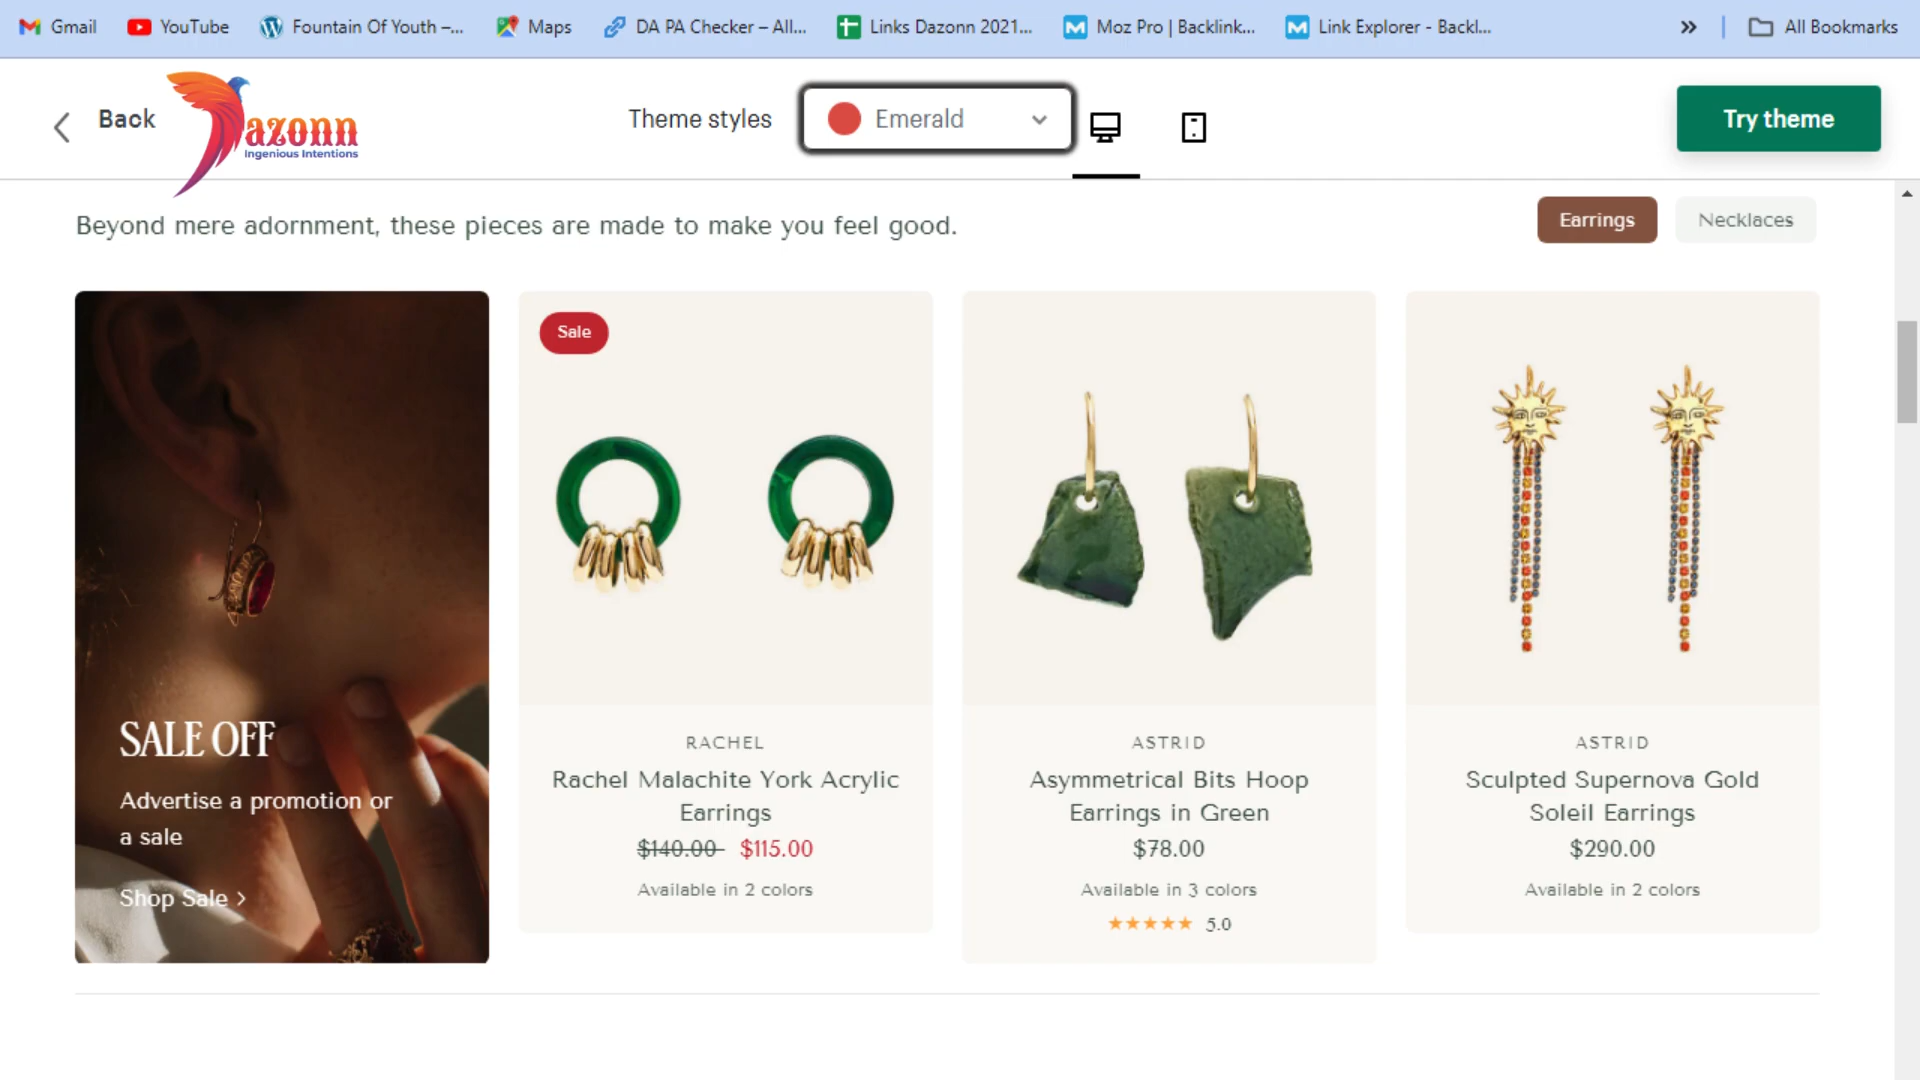 Gmail
YouTube
Fountain Of Youth –...
Maps
DA PA Checker – All...
Links Dazonn 2021...
Moz Pro | Backlink...
Link Explorer - Backl...
»
All Bookmarks
Back
azonn
Ingenious Intentions
Theme styles
Emerald
Try theme
Beyond mere adornment, these pieces are made to make you feel good.
Earrings
Necklaces
SALE OFF
Advertise a promotion or
a sale
Shop Sale >
Sale
RACHEL
Rachel Malachite York Acrylic
Earrings
$140.00 $115.00
Available in 2 colors
ASTRID
Asymmetrical Bits Hoop
Earrings in Green
$78.00
Available in 3 colors
★★★★★ 5.0
ASTRID
Sculpted Supernova Gold
Soleil Earrings
$290.00
Available in 2 colors